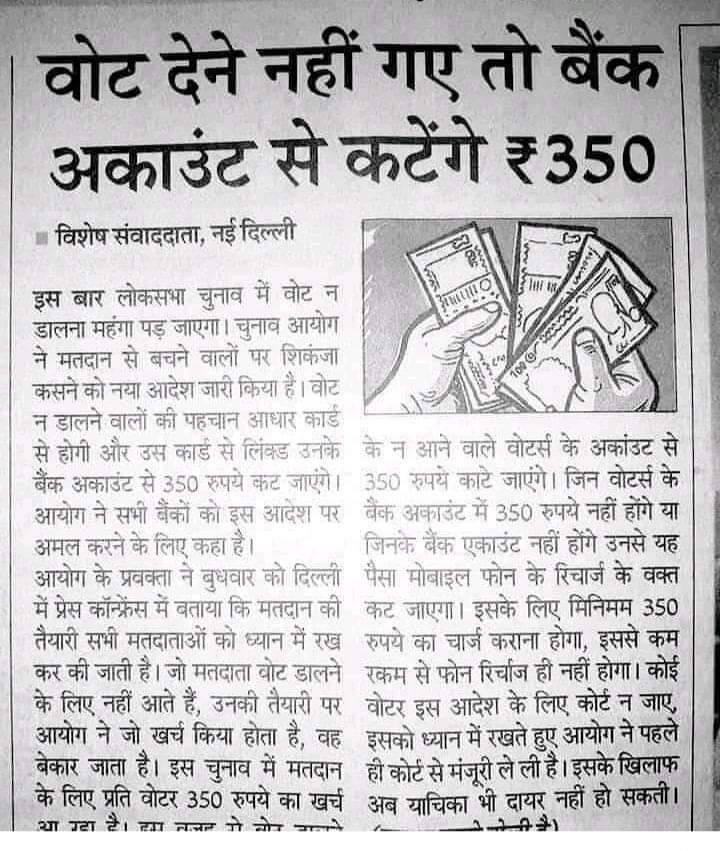 वोट देने नहीं गए तो बैंक
अकाउंट से कटेंगे ₹350
विशेष संवाददाता, नई दिल्ली
इस बार लोकसभा चुनाव में वोट न
डालना महंगा पड़ जाएगा। चुनाव आयोग
ने मतदान से बचने वालों पर शिकंजा
कसने को नया आदेश जारी किया है। वोट
न डालने वालों की पहचान आधार कार्ड
से होगी और उस कार्ड से लिंक्ड उनके
बैंक अकाउंट से 350 रुपये कट जाएंगे।
आयोग ने सभी बैंकों को इस आदेश पर
अमल करने के लिए कहा है।
आयोग के प्रवक्ता ने बुधवार को दिल्ली
में प्रेस कॉन्फ्रेंस में बताया कि मतदान की
तैयारी सभी मतदाताओं को ध्यान में रख
कर की जाती है। जो मतदाता वोट डालने
के लिए नहीं आते हैं, उनकी तैयारी पर
आयोग ने जो खर्च किया होता है, वह
बेकार जाता है। इस चुनाव में मतदान
के लिए प्रति वोटर 350 रुपये का खर्च
आ रहा है। इस वजह से वोट डालने
के न आने वाले वोटर्स के अकांउट से
350 रुपये काटे जाएंगे। जिन वोटर्स के
बैंक अकाउंट में 350 रुपये नहीं होंगे या
जिनके बैंक एकाउंट नहीं होंगे उनसे यह
पैसा मोबाइल फोन के रिचार्ज के वक्त
कट जाएगा। इसके लिए मिनिमम 350
रुपये का चार्ज कराना होगा, इससे कम
रकम से फोन रिर्चाज ही नहीं होगा। कोई
वोटर इस आदेश के लिए कोर्ट न जाए,
इसको ध्यान में रखते हुए आयोग ने पहले
ही कोर्ट से मंजूरी ले ली है। इसके खिलाफ
अब याचिका भी दायर नहीं हो सकती।